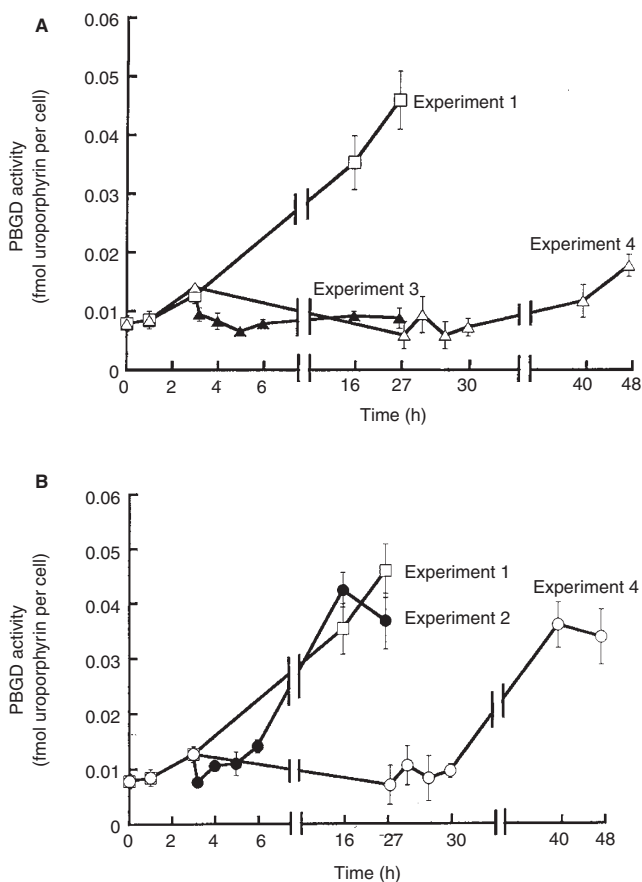 A
0.06
0.05
0.04
0.03
0.02
0.01
0
PBGD activity
(fmol uroporphyrin per cell)
Experiment 1
Experiment 4
Experiment 3
0 2 4 6 16 27 30 40 48
Time (h)
B
0.06
0.05
0.04
0.03
0.02
0.01
0
PBGD activity
(fmol uroporphyrin per cell)
Experiment 1
Experiment 4
Experiment 2
0 2 4 6 16 27 30 40 48
Time (h)